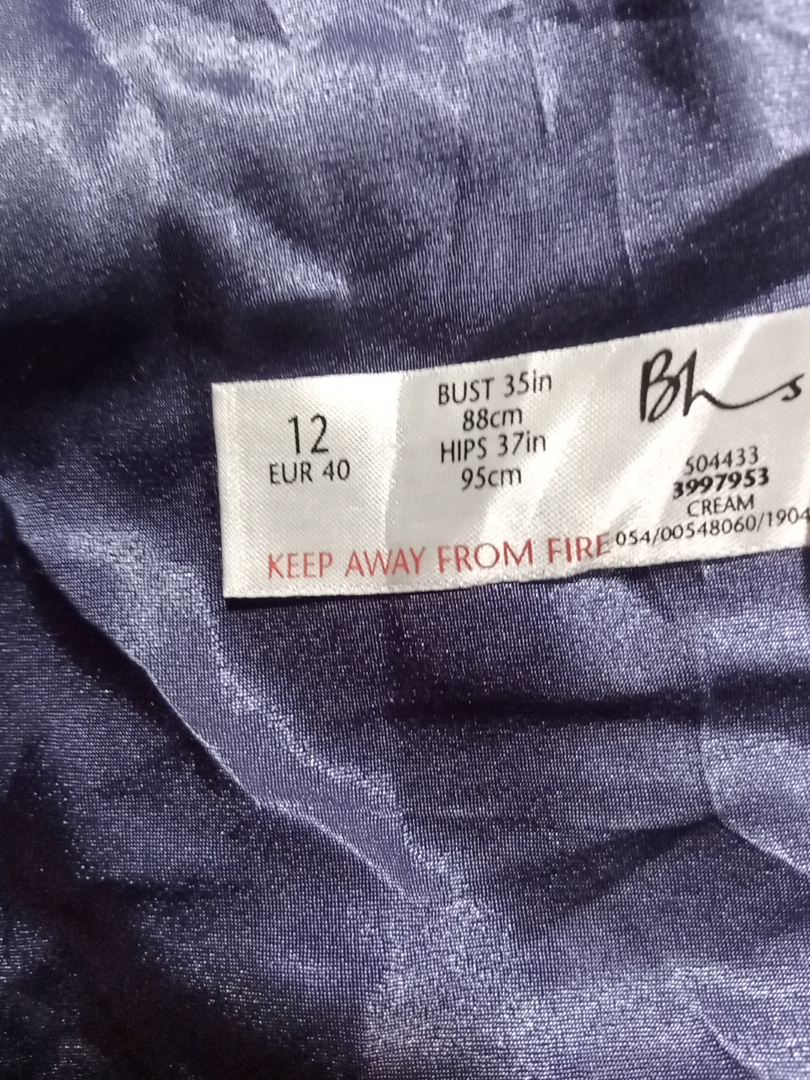 12
EUR 40
BUST 35in
88cm
HIPS 37in
95cm
Bhs
504433
3997953
CREAM
054/00548060/1904
KEEP AWAY FROM FIRE